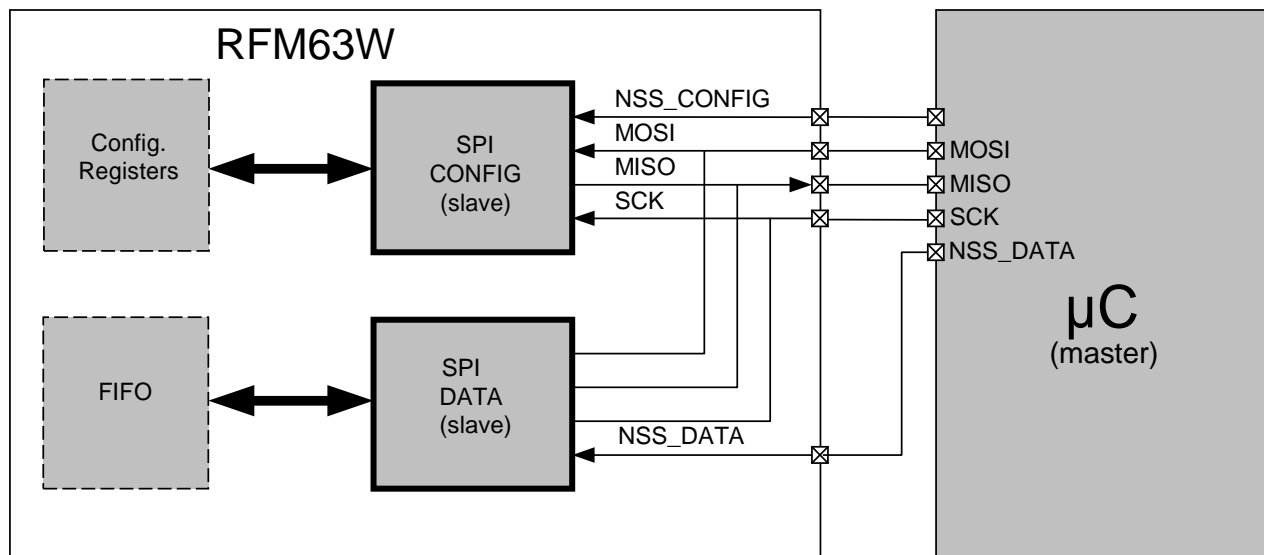 RFM63W
Config.
Registers
SPI
CONFIG
(slave)
NSS_CONFIG
MOSI
MISO
SCK
MOSI
MISO
SCK
NSS_DATA
µC
(master)
FIFO
SPI
DATA
(slave)
NSS_DATA